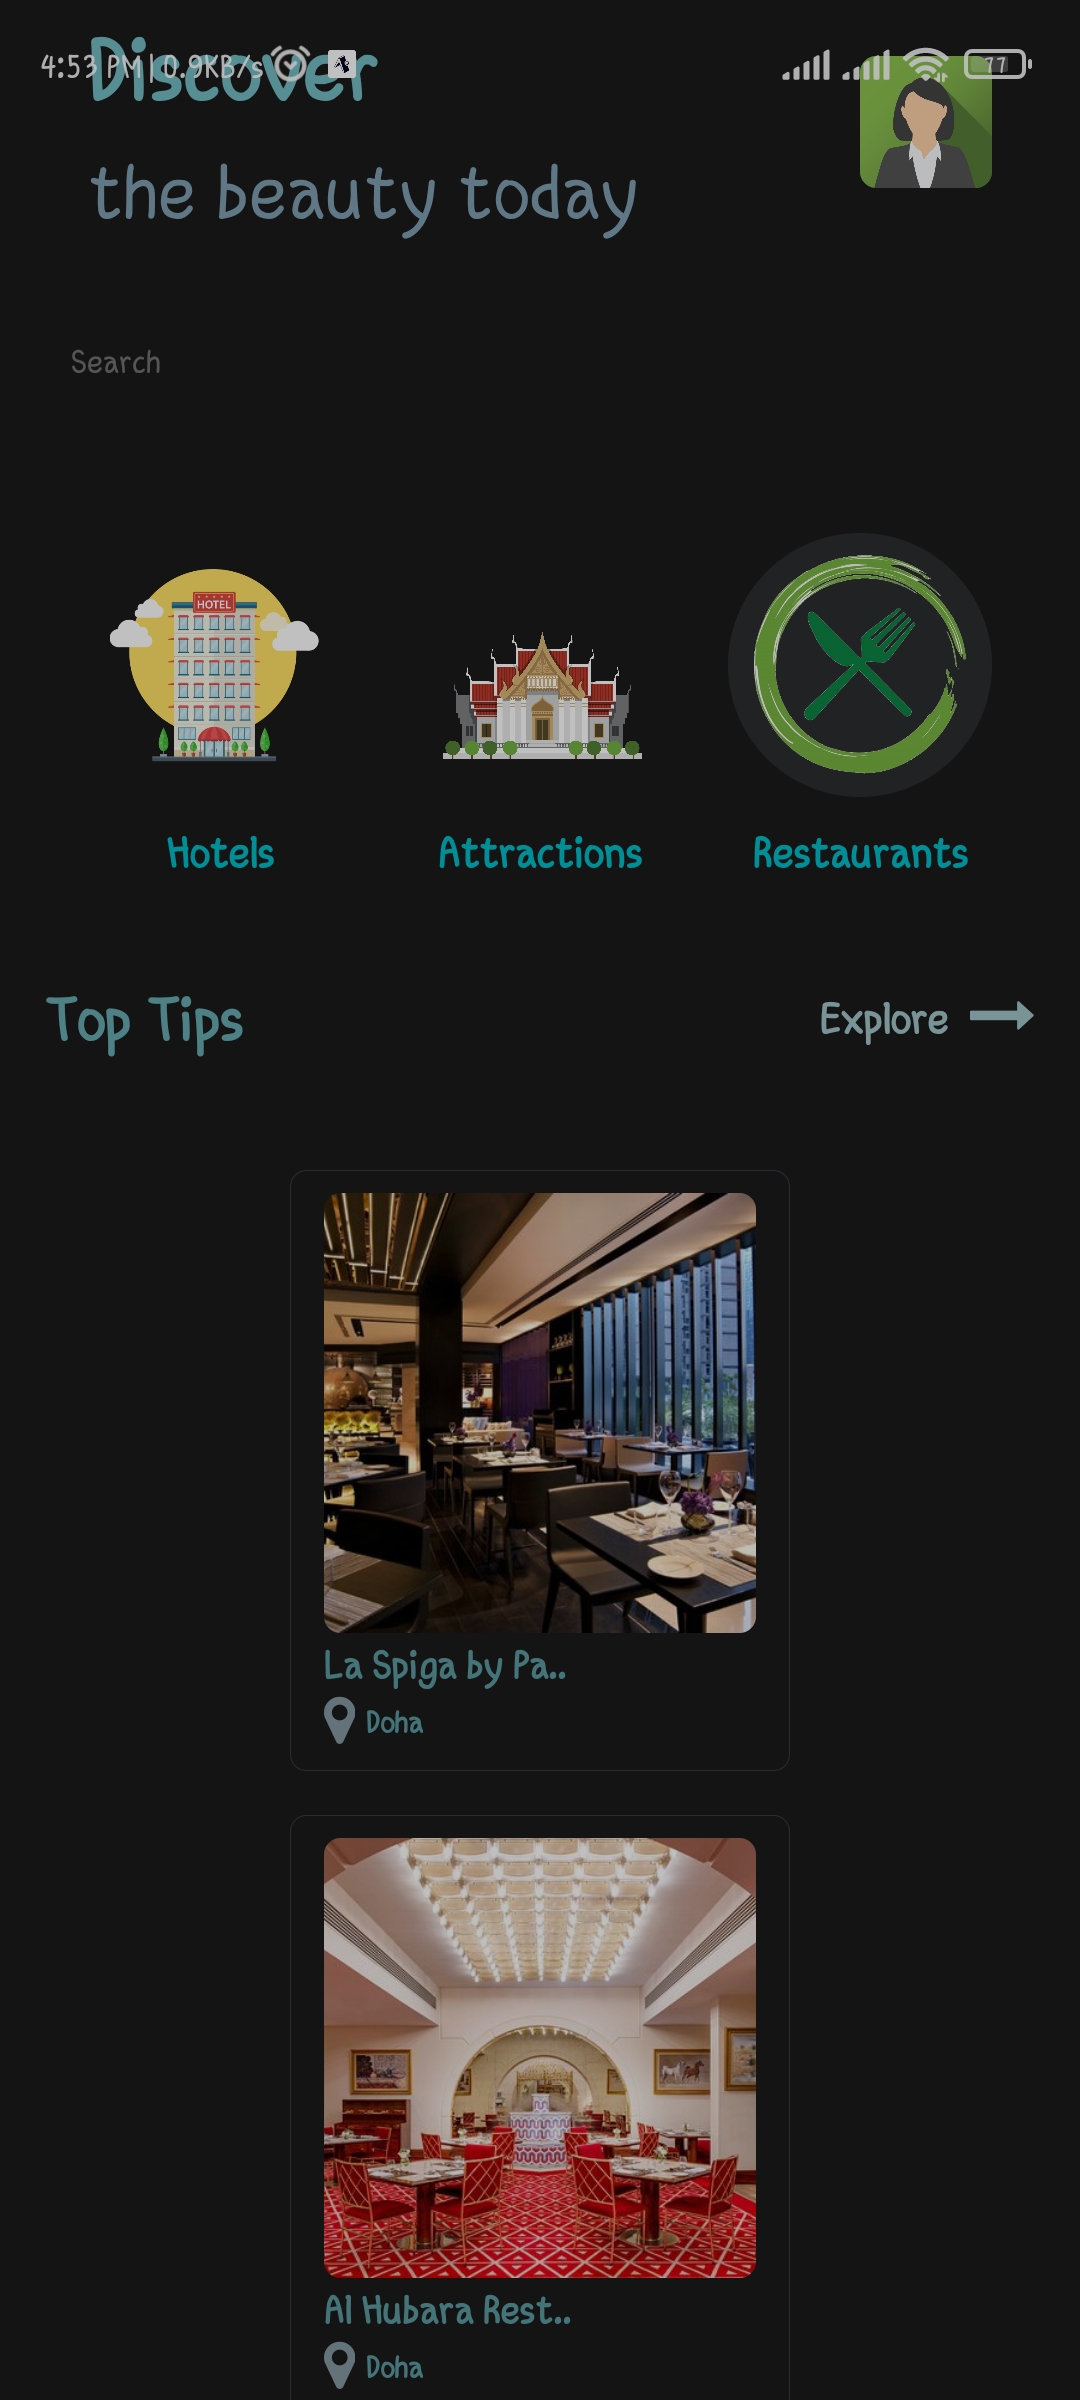 4:53 PM | 0.9KB/s
77
Discover
the beauty today
Search
HOTEL
Hotels
Attractions
Restaurants
Top Tips
Explore
La Spiga by Pa..
Doha
Al Hubara Rest..
Doha